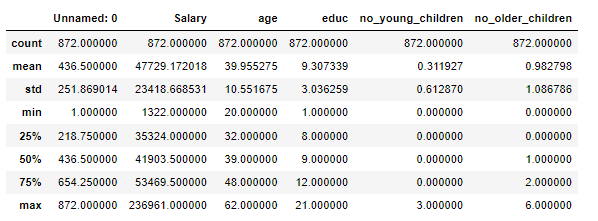 Unnamed: 0 Salary age educ no_young_children no_older_children
count 872.000000 872.000000 872.000000 872.000000 872.000000 872.000000
mean 436.500000 47729.172018 39.955275 9.307339 0.311927 0.982798
std 251.869014 23418.668531 10.551675 3.036259 0.612870 1.086786
min 1.000000 1322.000000 20.000000 1.000000 0.000000 0.000000
25% 218.750000 35324.000000 32.000000 8.000000 0.000000 0.000000
50% 436.500000 41903.500000 39.000000 9.000000 0.000000 1.000000
75% 654.250000 53469.500000 48.000000 12.000000 0.000000 2.000000
max 872.000000 236961.000000 62.000000 21.000000 3.000000 6.000000